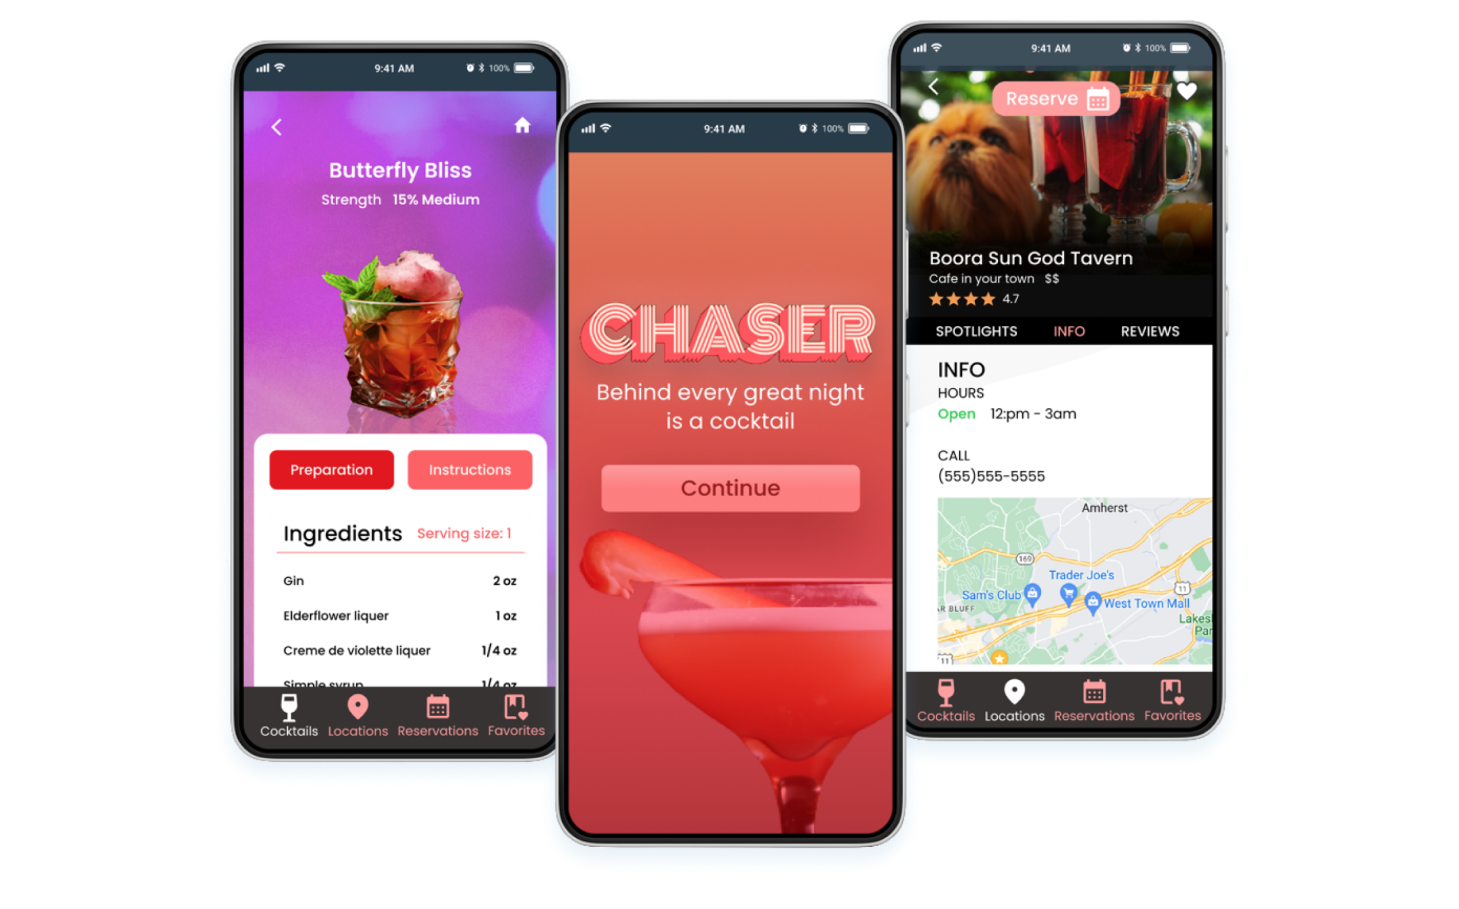 9:41 AM 100%
Butterfly Bliss
Strength 15% Medium
Preparation Instructions
Ingredients Serving size: 1
Gin 2 oz
Elderflower liquer 1 oz
Creme de violette liquer 1/4 oz
Simple syrup 1/4 oz
Cocktails Locations Reservations Favorites
9:41 AM 100%
CHASER
Behind every great night
is a cocktail
Continue
9:41 AM 100%
Reserve
Boora Sun God Tavern
Cafe in your town $$
4.7
SPOTLIGHTS INFO REVIEWS
INFO
HOURS
Open 12:pm - 3am
CALL
(555)555-5555
Amherst
160
Trader Joe's
11
Sam's Club
West Town Mall
AR BLUFF
Lakes
Par
11
Cocktails Locations Reservations Favorites